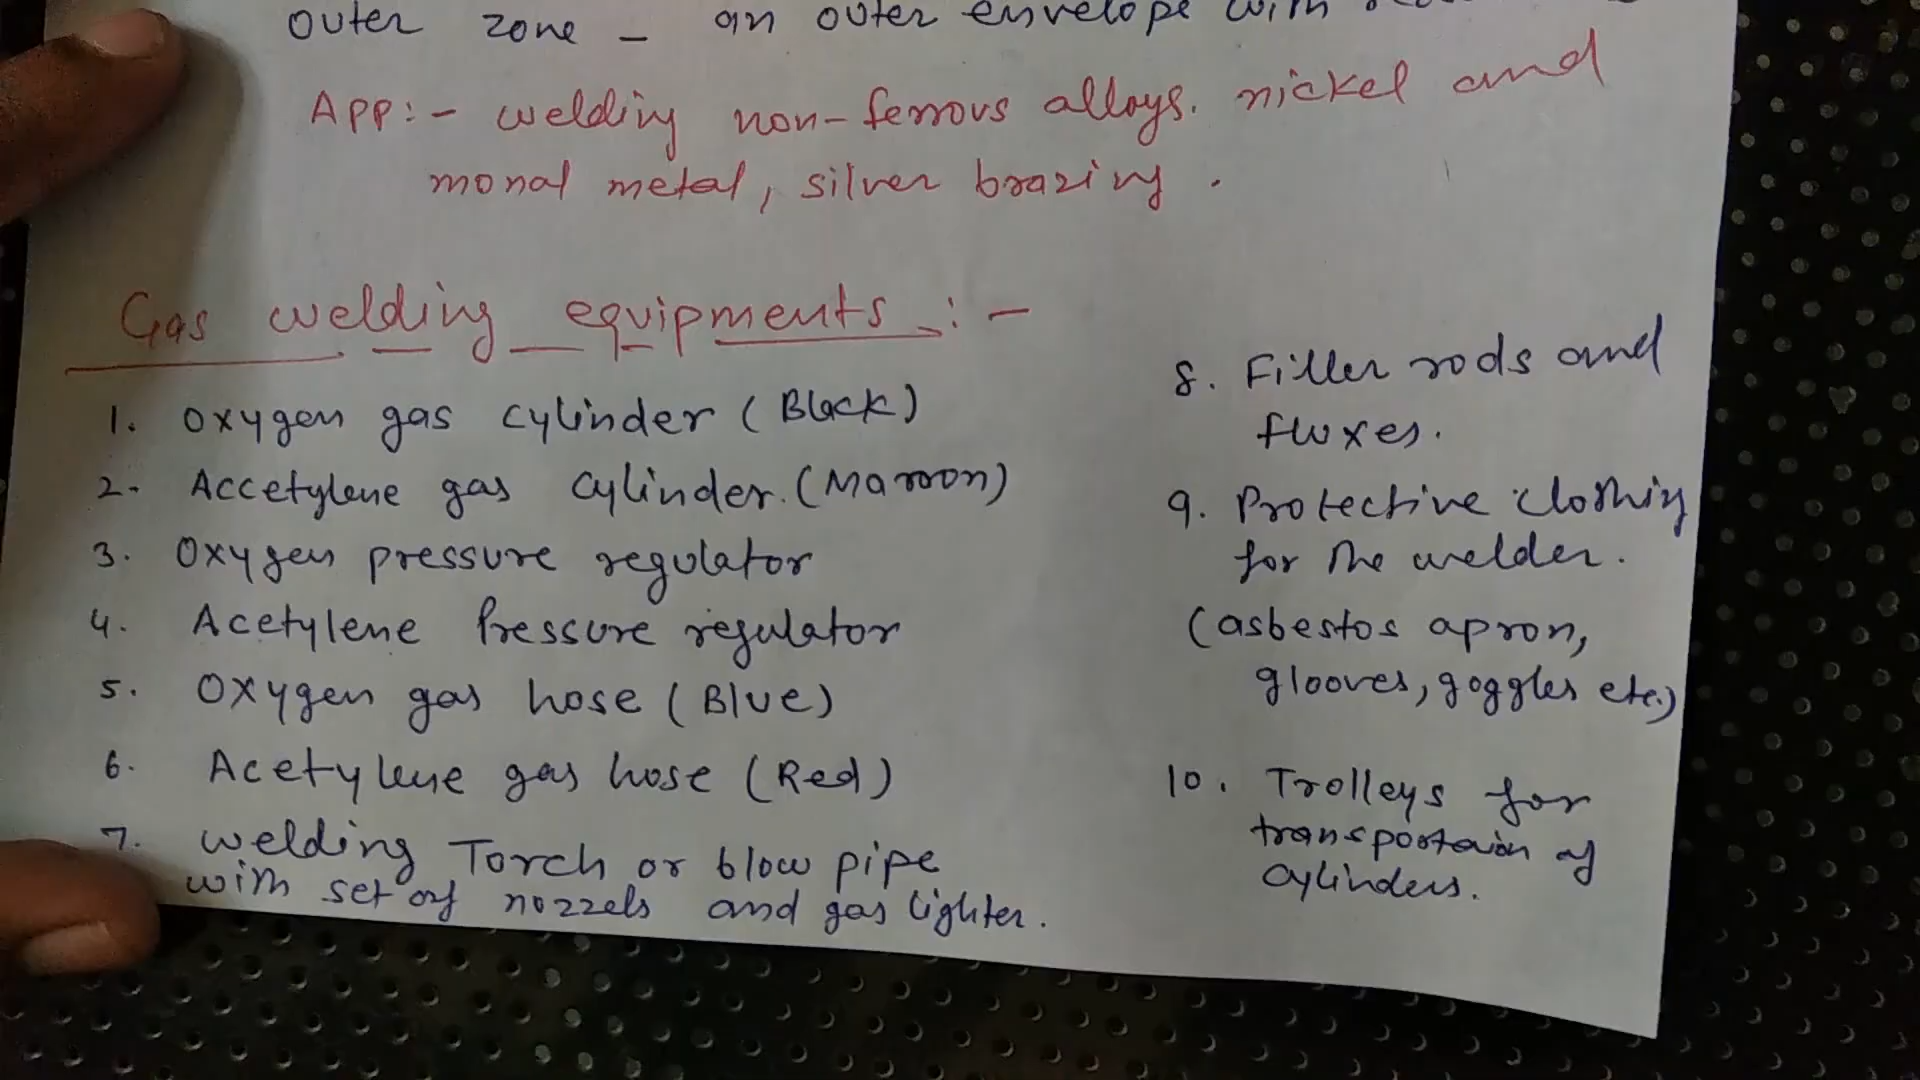 outer zone - an outer envelope with
App:- welding non-ferrous alloys. nickel and
monal metal, silver brazing.
Gas welding equipments :-
1. Oxygen gas cylinder (Black)
2. Accetylene gas cylinder. (Maroon)
3. Oxygen pressure regulator
4. Acetylene Pressure regulator
5. Oxygen gas hose (Blue)
6. Acetylene gas hose (Red)
7. welding Torch or blow pipe
with set of nozzels and gas lighter.
8. Filler rods and
fluxes.
9. Protective clothing
for the welder.
(asbestos apron,
glooves, goggles etc.)
10. Trolleys for
transportaion of
cylinders.